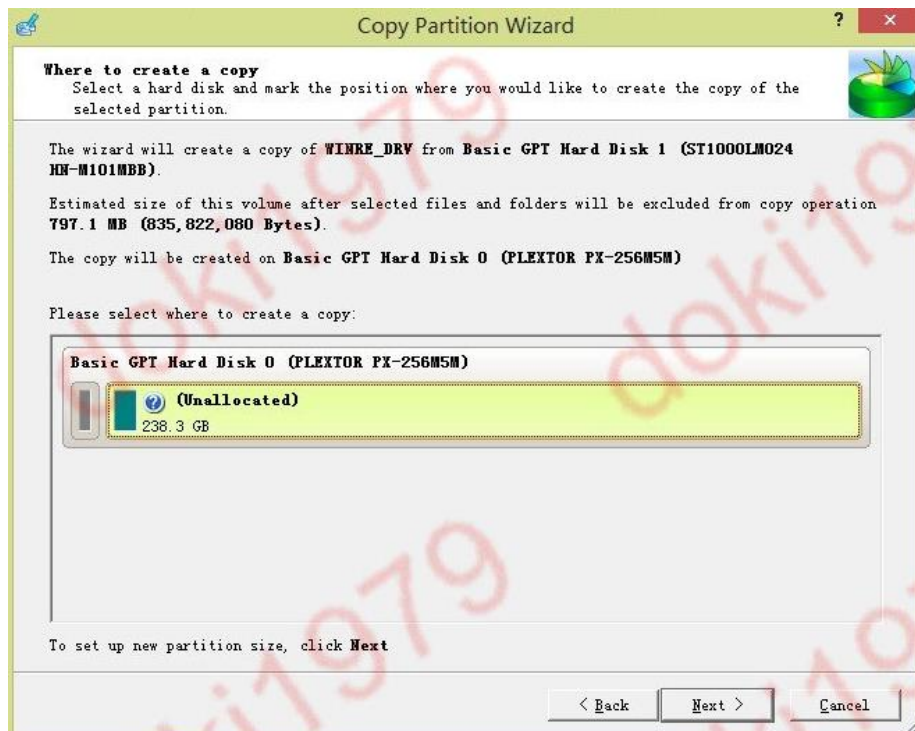 Copy Partition Wizard
?
Where to create a copy
Select a hard disk and mark the position where you would like to create the copy of the
selected partition.
The wizard will create a copy of WINRE_DRV from Basic GPT Hard Disk 1 (ST1000LM024
HN-M101MBB).
Estimated size of this volume after selected files and folders will be excluded from copy operation
797.1 MB (835,822,080 Bytes).
The copy will be created on Basic GPT Hard Disk 0 (PLEXTOR PX-256M5M)
Please select where to create a copy:
Basic GPT Hard Disk 0 (PLEXTOR PX-256M5M)
(Unallocated)
238.3 GB
To set up new partition size, click Next
< Back
Next >
Cancel
doki1979
doki1979
doki1979